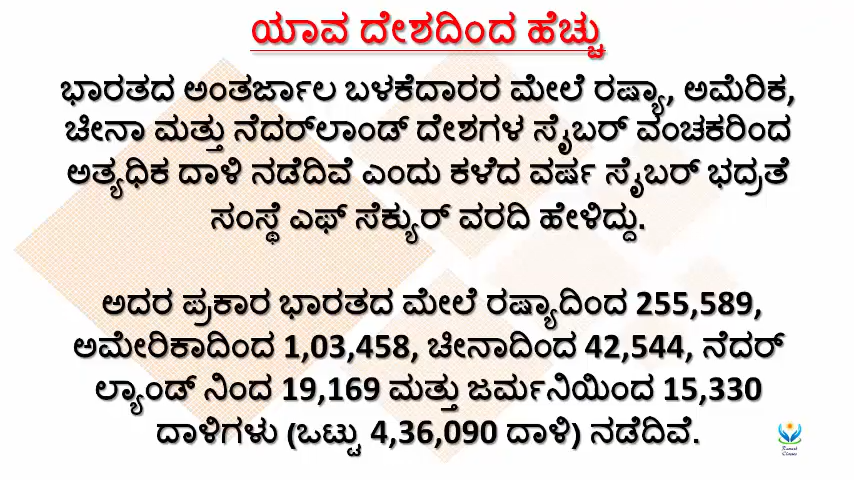 ಯಾವ ದೇಶದಿಂದ ಹೆಚ್ಚು
ಭಾರತದ ಅಂತರ್ಜಾಲ ಬಳಕೆದಾರರ ಮೇಲೆ ರಷ್ಯಾ, ಅಮೆರಿಕ,
ಚೀನಾ ಮತ್ತು ನೆದರ್‌ಲಾಂಡ್ ದೇಶಗಳ ಸೈಬರ್ ವಂಚಕರಿಂದ
ಅತ್ಯಧಿಕ ದಾಳಿ ನಡೆದಿವೆ ಎಂದು ಕಳೆದ ವರ್ಷ ಸೈಬರ್ ಭದ್ರತೆ
ಸಂಸ್ಥೆ ಎಫ್ ಸೆಕ್ಯುರ್ ವರದಿ ಹೇಳಿದ್ದು.
ಅದರ ಪ್ರಕಾರ ಭಾರತದ ಮೇಲೆ ರಷ್ಯಾದಿಂದ 255,589,
ಅಮೇರಿಕಾದಿಂದ 1,03,458, ಚೀನಾದಿಂದ 42,544, ನೆದರ್
ಲ್ಯಾಂಡ್ ನಿಂದ 19,169 ಮತ್ತು ಜರ್ಮನಿಯಿಂದ 15,330
ದಾಳಿಗಳು (ಒಟ್ಟು 4,36,090 ದಾಳಿ) ನಡೆದಿವೆ.